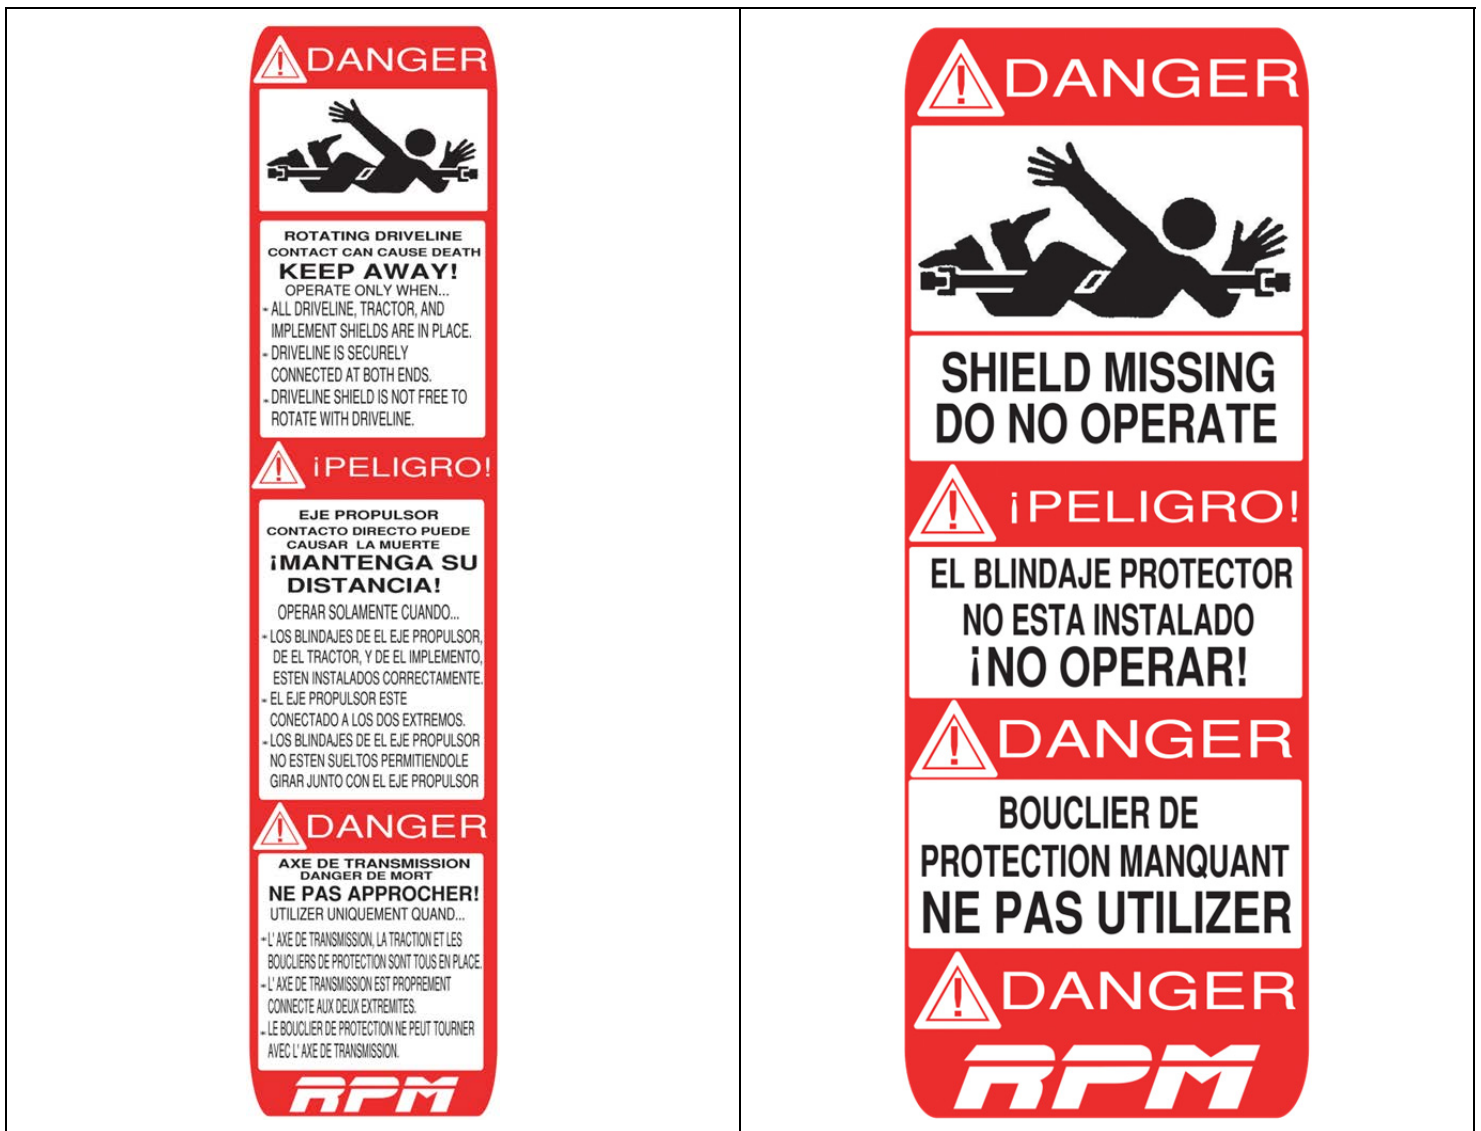 DANGER
ROTATING DRIVELINE
CONTACT CAN CAUSE DEATH
KEEP AWAY!
OPERATE ONLY WHEN...
- ALL DRIVELINE, TRACTOR, AND
IMPLEMENT SHIELDS ARE IN PLACE.
- DRIVELINE IS SECURELY
CONNECTED AT BOTH ENDS.
- DRIVELINE SHIELD IS NOT FREE TO
ROTATE WITH DRIVELINE.
¡PELIGRO!
EJE PROPULSOR
CONTACTO DIRECTO PUEDE
CAUSAR LA MUERTE
¡MANTENGA SU
DISTANCIA!
OPERAR SOLAMENTE CUANDO...
- LOS BLINDAJES DE EL EJE PROPULSOR,
DE EL TRACTOR, Y DE EL IMPLEMENTO,
ESTEN INSTALADOS CORRECTAMENTE.
- EL EJE PROPULSOR ESTE
CONECTADO A LOS DOS EXTREMOS.
- LOS BLINDAJES DE EL EJE PROPULSOR
NO ESTEN SUELTOS PERMITIENDOLE
GIRAR JUNTO CON EL EJE PROPULSOR
DANGER
AXE DE TRANSMISSION
DANGER DE MORT
NE PAS APPROCHER!
UTILIZER UNIQUEMENT QUAND...
- L' AXE DE TRANSMISSION, LA TRACTION ET LES
BOUCLIERS DE PROTECTION SONT TOUS EN PLACE.
- L' AXE DE TRANSMISSION EST PROPREMENT
CONNECTE AUX DEUX EXTREMITES.
- LE BOUCLIER DE PROTECTION NE PEUT TOURNER
AVEC L' AXE DE TRANSMISSION.
RPM
DANGER
SHIELD MISSING
DO NO OPERATE
¡PELIGRO!
EL BLINDAJE PROTECTOR
NO ESTA INSTALADO
¡NO OPERAR!
DANGER
BOUCLIER DE
PROTECTION MANQUANT
NE PAS UTILIZER
DANGER
RPM